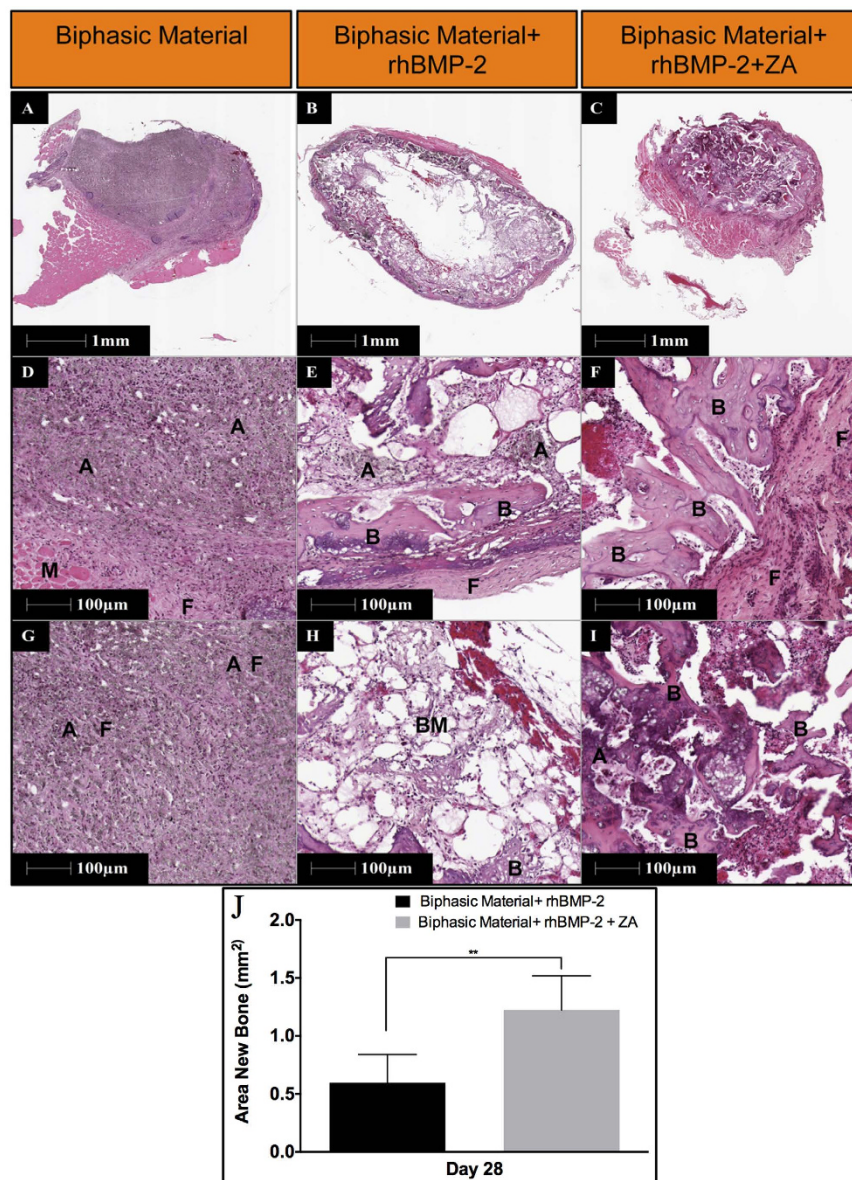 Biphasic Material
Biphasic Material+
rhBMP-2
Biphasic Material+
rhBMP-2+ZA
A
1mm
B
1mm
C
1mm
D
A
A
M
F
100µm
E
A
A
B
B
F
100µm
F
B
F
B
B
F
100µm
G
A F
A F
100µm
H
BM
B
100µm
I
B
B
A
B
100µm
J
Biphasic Material+ rhBMP-2
Biphasic Material+ rhBMP-2 + ZA
2.0
1.5
1.0
0.5
0.0
Area New Bone (mm²)
**
Day 28